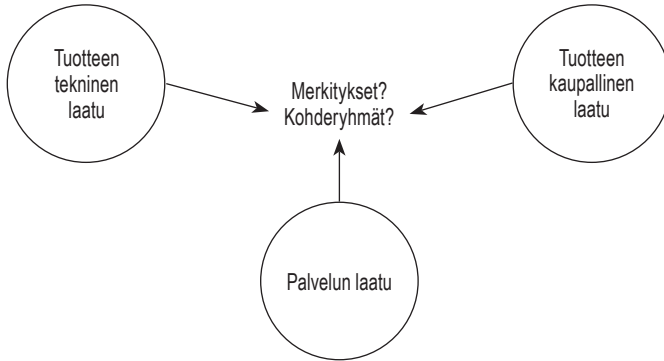 Tuotteen
tekninen
laatu
Tuotteen
kaupallinen
laatu
Merkitykset?
Kohderyhmät?
Palvelun laatu